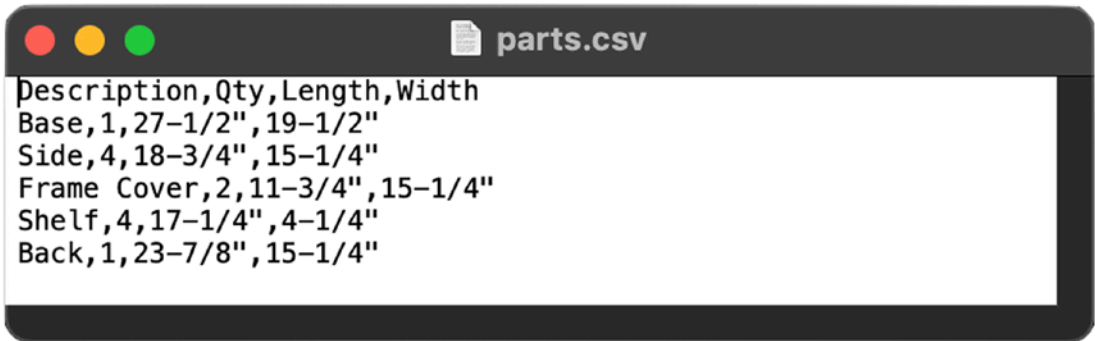 parts.csv
Description,Qty,Length,Width
Base,1,27-1/2",19-1/2"
Side,4,18-3/4",15-1/4"
Frame Cover,2,11-3/4",15-1/4"
Shelf,4,17-1/4",4-1/4"
Back,1,23-7/8",15-1/4"